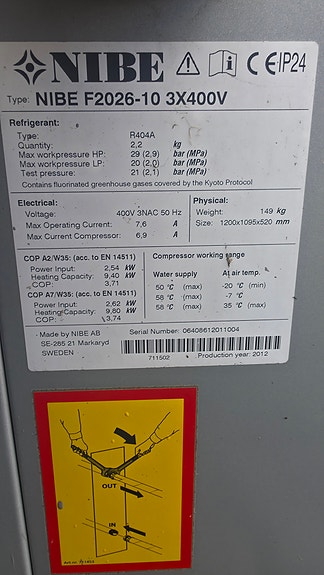 NIBE CE IP24
Type: NIBE F2026-10 3X400V
Refrigerant:
Type: R404A
Quantity: 2,2 kg
Max workpressure HP: 29 (2,9) bar (MPa)
Max workpressure LP: 20 (2,0) bar (MPa)
Test pressure: 21 (2,1) bar (MPa)
Contains fluorinated greenhouse gases covered by the Kyoto Protocol
Electrical:
Voltage: 400V 3NAC 50 Hz
Max Operating Current: 7,6 A
Max Current Compressor: 6,9 A
Physical:
Weight: 149 kg
Size: 1200x1095x520 mm
COP A2/W35: (acc. to EN 14511)
Power Input: 2,54 kW
Heating Capacity: 9,40 kW
COP: 3,71
COP A7/W35: (acc. to EN 14511)
Power Input: 2,62 kW
Heating Capacity: 9,80 kW
COP: 3,74
Compressor working range
Water supply At air temp.
50 °C (max) -20 °C (min)
58 °C (max) -7 °C
58 °C (max) 35 °C (max)
Made by NIBE AB
SE-285 21 Markaryd
SWEDEN
Serial Number: 06408612011004
711502 Production year: 2012
OUT
IN